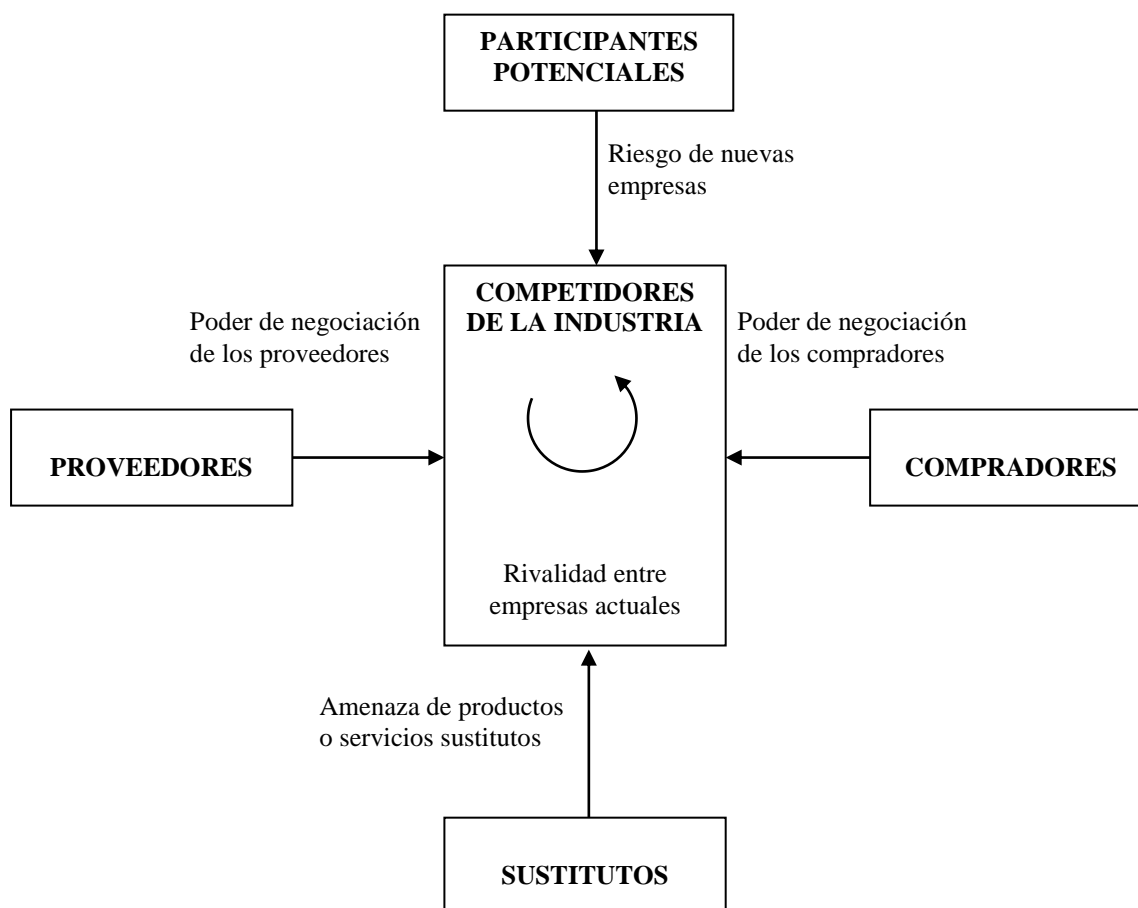 PARTICIPANTES
POTENCIALES
Riesgo de nuevas
empresas
COMPETIDORES
DE LA INDUSTRIA
Poder de negociación
de los proveedores
Poder de negociación
de los compradores
PROVEEDORES
COMPRADORES
Rivalidad entre
empresas actuales
Amenaza de productos
o servicios sustitutos
SUSTITUTOS